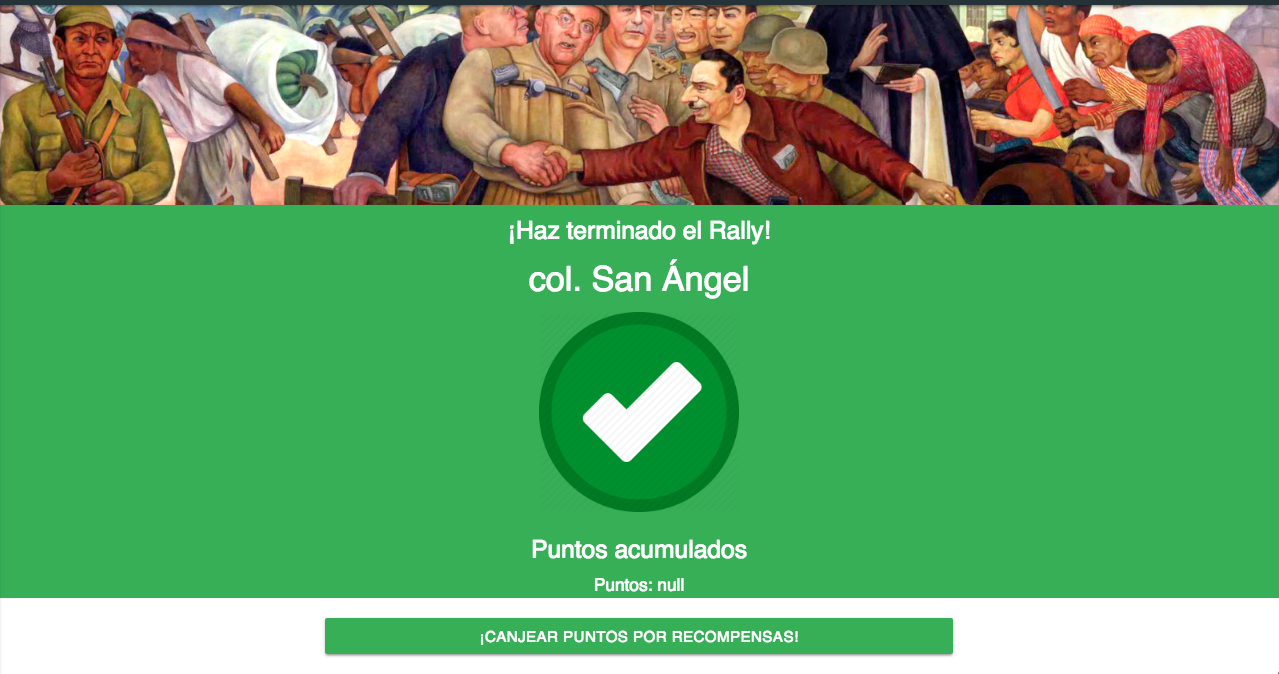 ¡Haz terminado el Rally!
col. San Ángel
Puntos acumulados
Puntos: null
¡CANJEAR PUNTOS POR RECOMPENSAS!